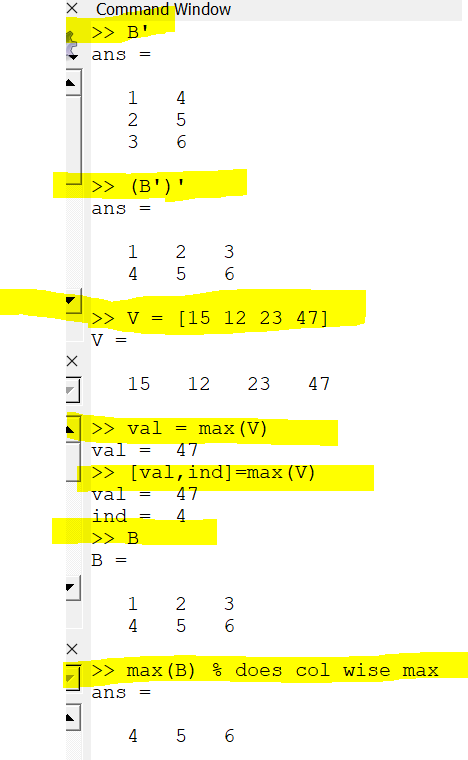 Command Window
>> B'
ans =
1 4
2 5
3 6
>> (B')'
ans =
1 2 3
4 5 6
>> V = [15 12 23 47]
V =
15 12 23 47
>> val = max(V)
val = 47
>> [val,ind]=max(V)
val = 47
ind = 4
>> B
B =
1 2 3
4 5 6
>> max(B) % does col wise max
ans =
4 5 6